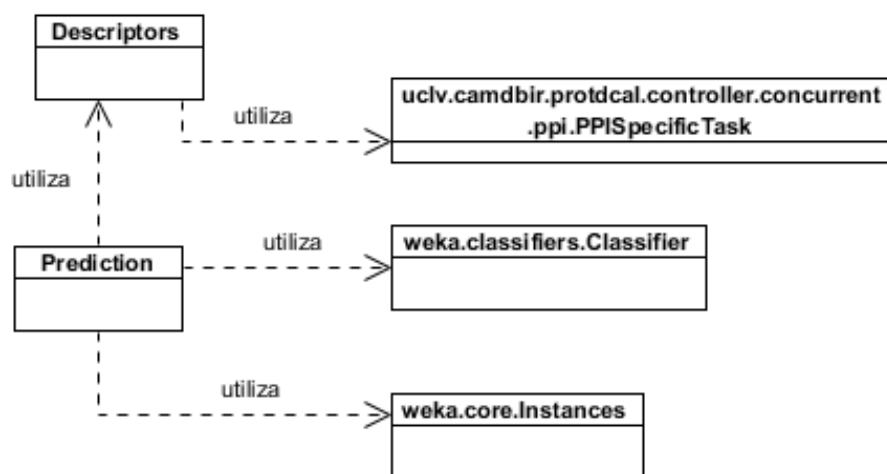 Descriptors
utiliza
uclv.camdbir.protdcal.controller.concurrent
.ppi.PPISpecificTask
utiliza
utiliza
weka.classifiers.Classifier
Prediction
utiliza
weka.core.Instances